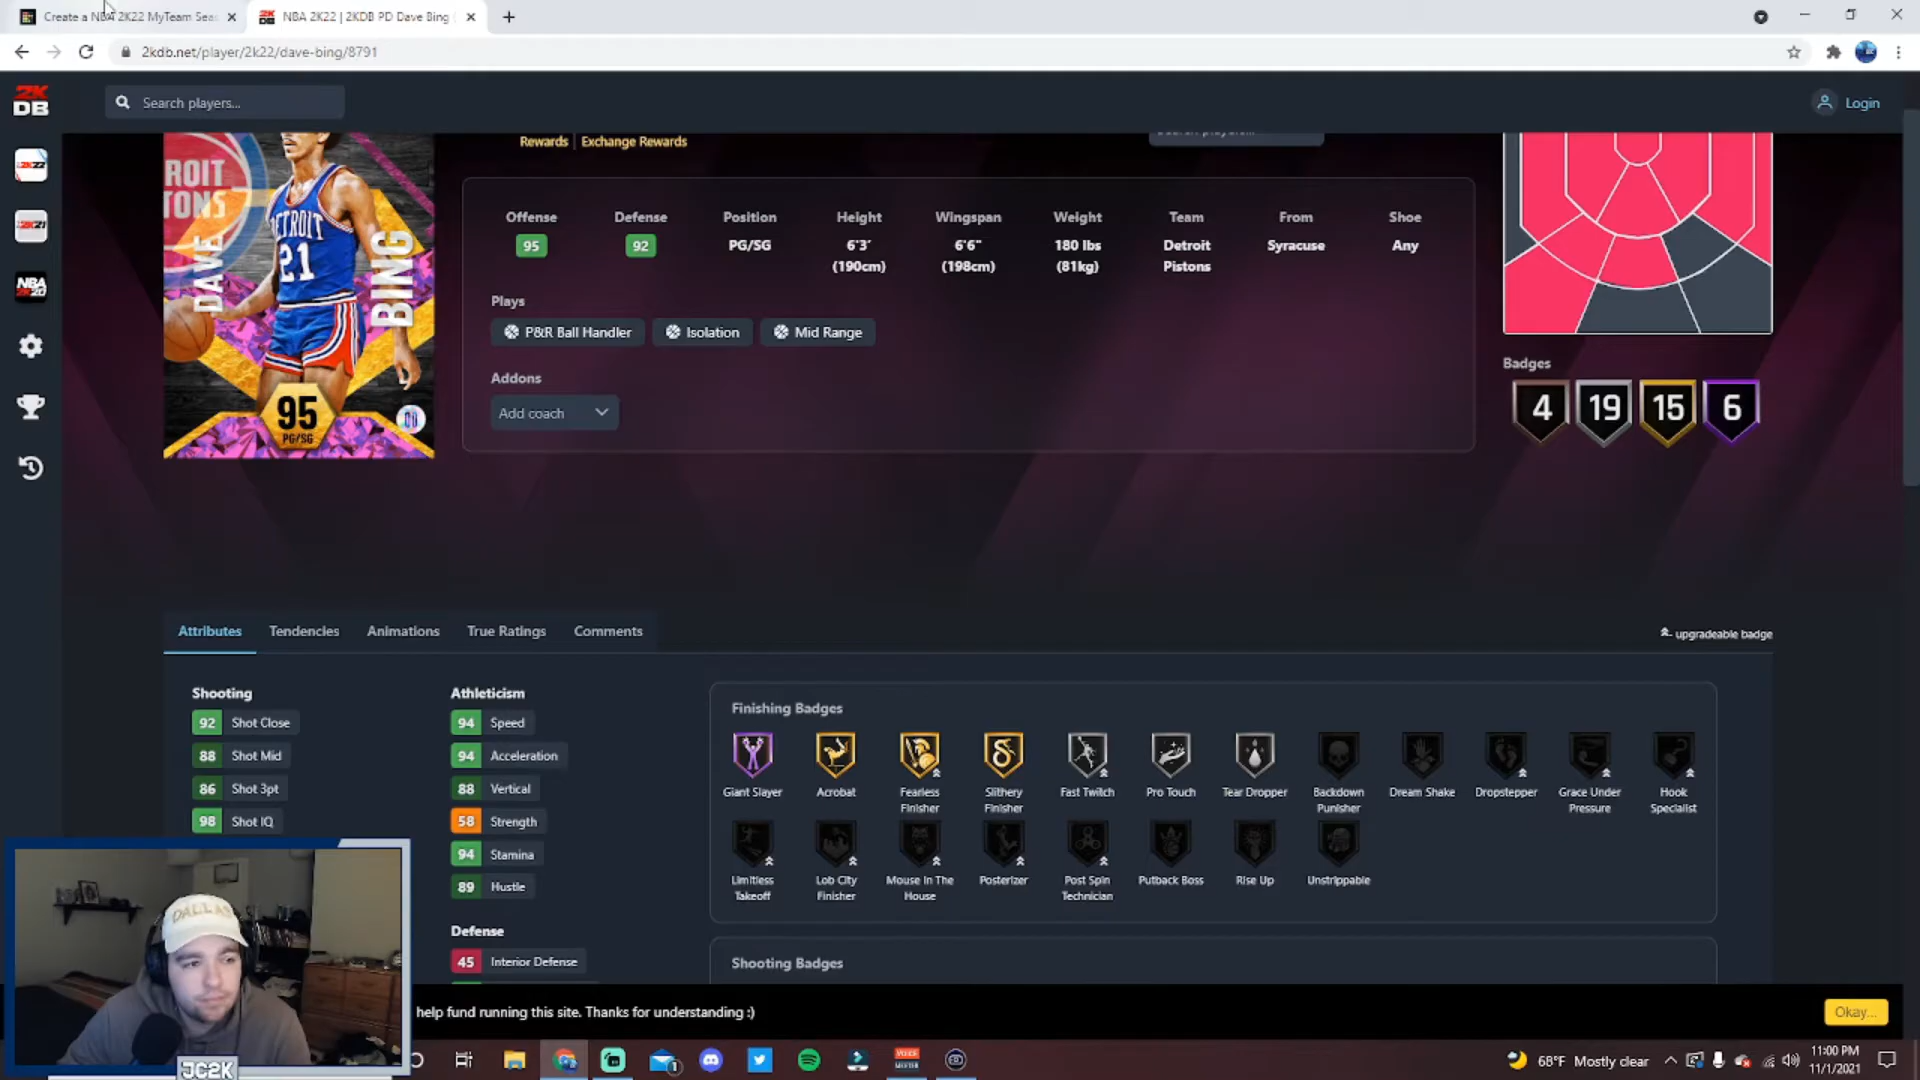 Create a NBA 2K22 MyTeam Seas
NBA 2K22 | 2KDB PD Dave Bing (
2kdb.net/player/2k22/dave-bing/8791
2K
DB
Search players...
Login
Rewards | Exchange Rewards
Offense
Defense
Position
Height
Wingspan
Weight
Team
From
Shoe
95
92
PG/SG
6'3'
(190cm)
6'6"
(198cm)
180 lbs
(81kg)
Detroit
Pistons
Syracuse
Any
Plays
P&R Ball Handler
Isolation
Mid Range
Addons
Add coach
ROIT
TONS
DAVE
DETROIT
21
BING
95
PG/SG
NBA
2K20
Badges
4
19
15
6
Attributes
Tendencies
Animations
True Ratings
Comments
upgradeable badge
Shooting
92 Shot Close
88 Shot Mid
86 Shot 3pt
98 Shot IQ
Athleticism
94 Speed
94 Acceleration
88 Vertical
58 Strength
94 Stamina
89 Hustle
Defense
45 Interior Defense
Finishing Badges
Giant Slayer
Acrobat
Fearless
Finisher
Slithery
Finisher
Fast Twitch
Pro Touch
Tear Dropper
Backdown
Punisher
Dream Shake
Dropstepper
Grace Under
Pressure
Hook
Specialist
Limitless
Takeoff
Lob City
Finisher
Mouse In The
House
Posterizer
Post Spin
Technician
Putback Boss
Rise Up
Unstrippable
Shooting Badges
help fund running this site. Thanks for understanding :)
Okay...
DALLAS
JC2K
68°F Mostly clear
11:00 PM
11/1/2021